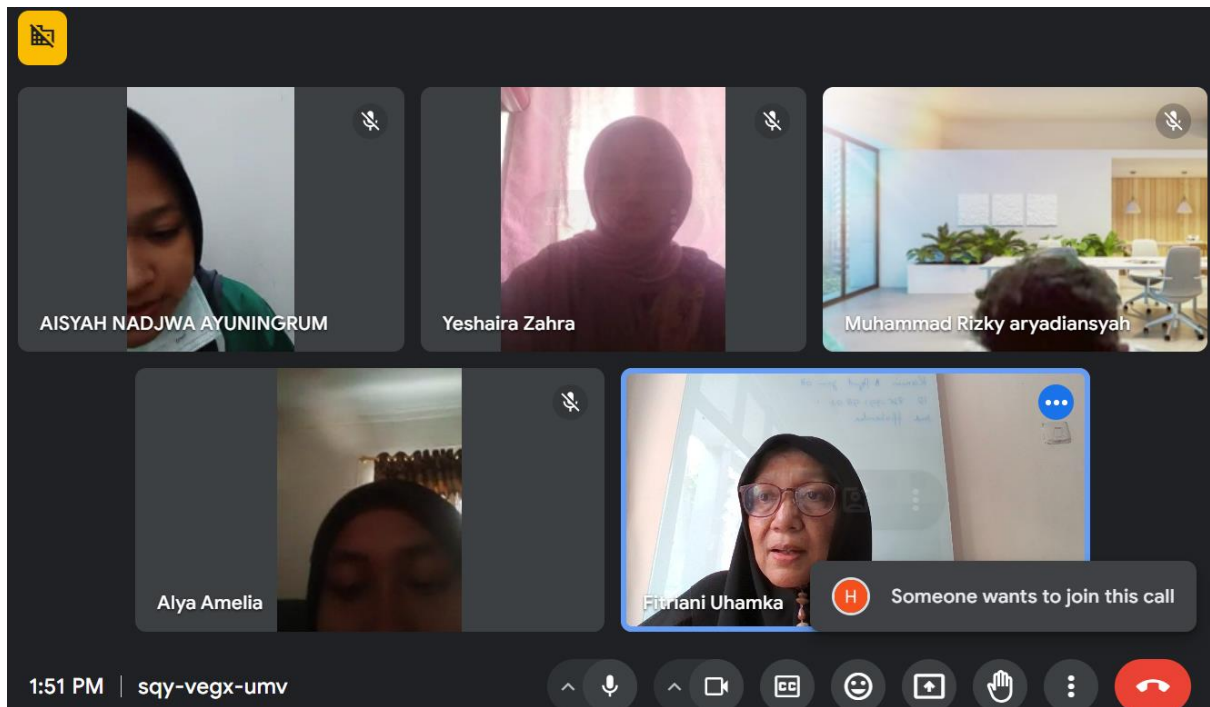 AISYAH NADJWA AYUNINGRUM
Yeshaira Zahra
Muhammad Rizky aryadiansyah
Alya Amelia
Fitriani Uhamka
H
Someone wants to join this call
1:51 PM | sqy-vegx-umv
CC